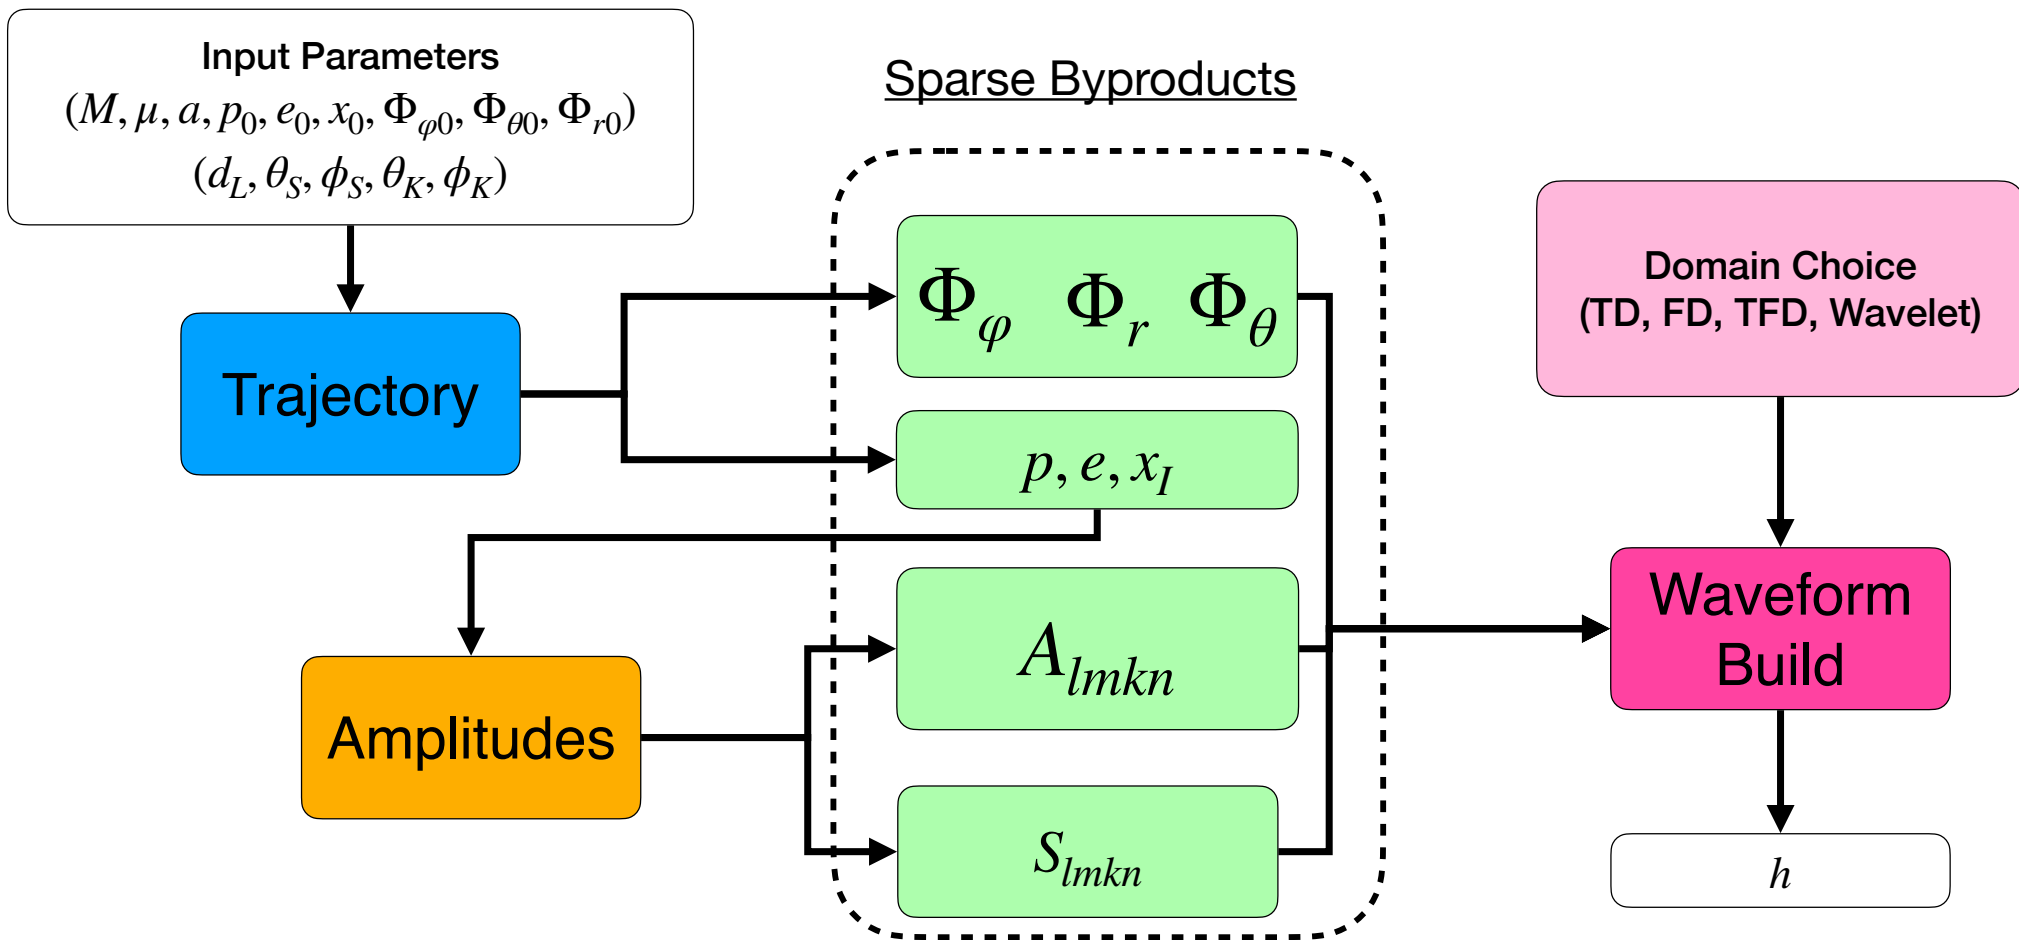 Input Parameters
(M, μ, a, p₀, e₀, x₀, Φ_φ0, Φ_θ0, Φ_r0)
(d_L, θ_S, ϕ_S, θ_K, ϕ_K)
Sparse Byproducts
Φ_φ Φ_r Φ_θ
Domain Choice
(TD, FD, TFD, Wavelet)
Trajectory
p, e, x_I
Waveform
Build
A_lmkn
Amplitudes
S_lmkn
h